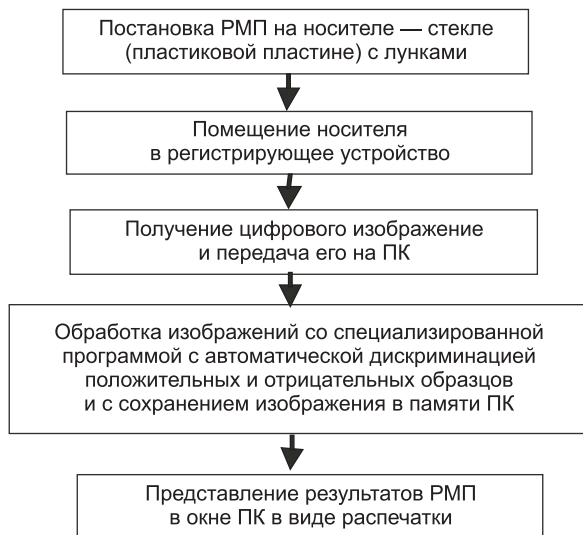 Постановка РМП на носителе — стекле
(пластиковой пластине) с лунками
Помещение носителя
в регистрирующее устройство
Получение цифрового изображение
и передача его на ПК
Обработка изображений со специализированной
программой с автоматической дискриминацией
положительных и отрицательных образцов
и с сохранением изображения в памяти ПК
Представление результатов РМП
в окне ПК в виде распечатки